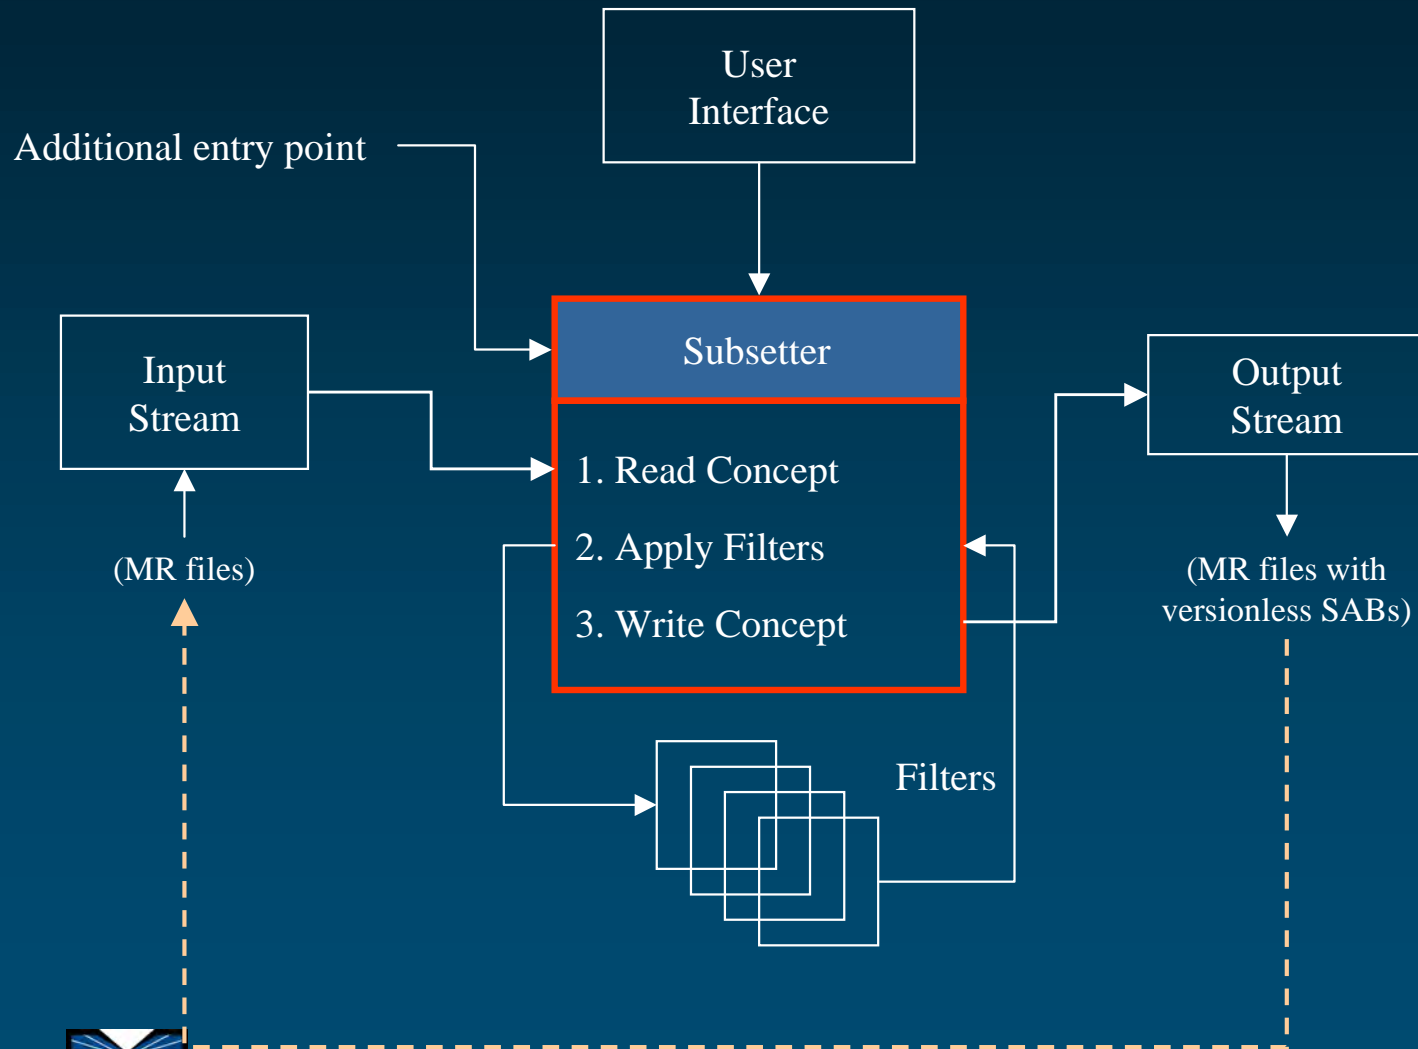 User
Interface
Additional entry point
Subsetter
Input
Stream
Output
Stream
1. Read Concept
2. Apply Filters
3. Write Concept
(MR files)
(MR files with
versionless SABs)
Filters